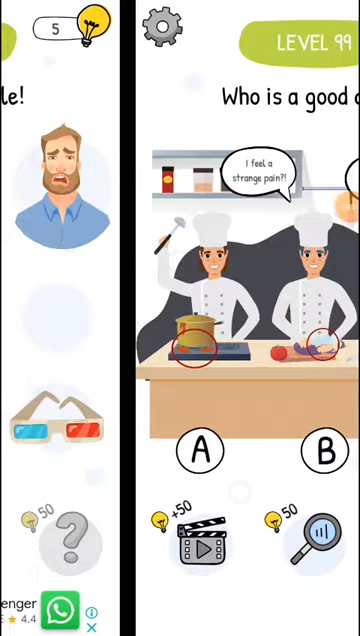 5
le!
50
enger
E ★ 4.4
LEVEL 99
Who is a good
I feel a
strange pain?!
A
B
+50
50